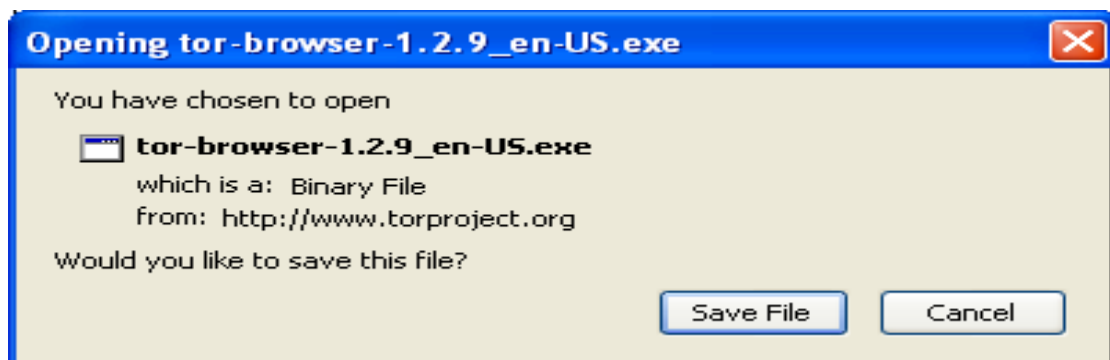 Opening tor-browser-1.2.9_en-US.exe
You have chosen to open
tor-browser-1.2.9_en-US.exe
which is a: Binary File
from: http://www.torproject.org
Would you like to save this file?
Save File Cancel